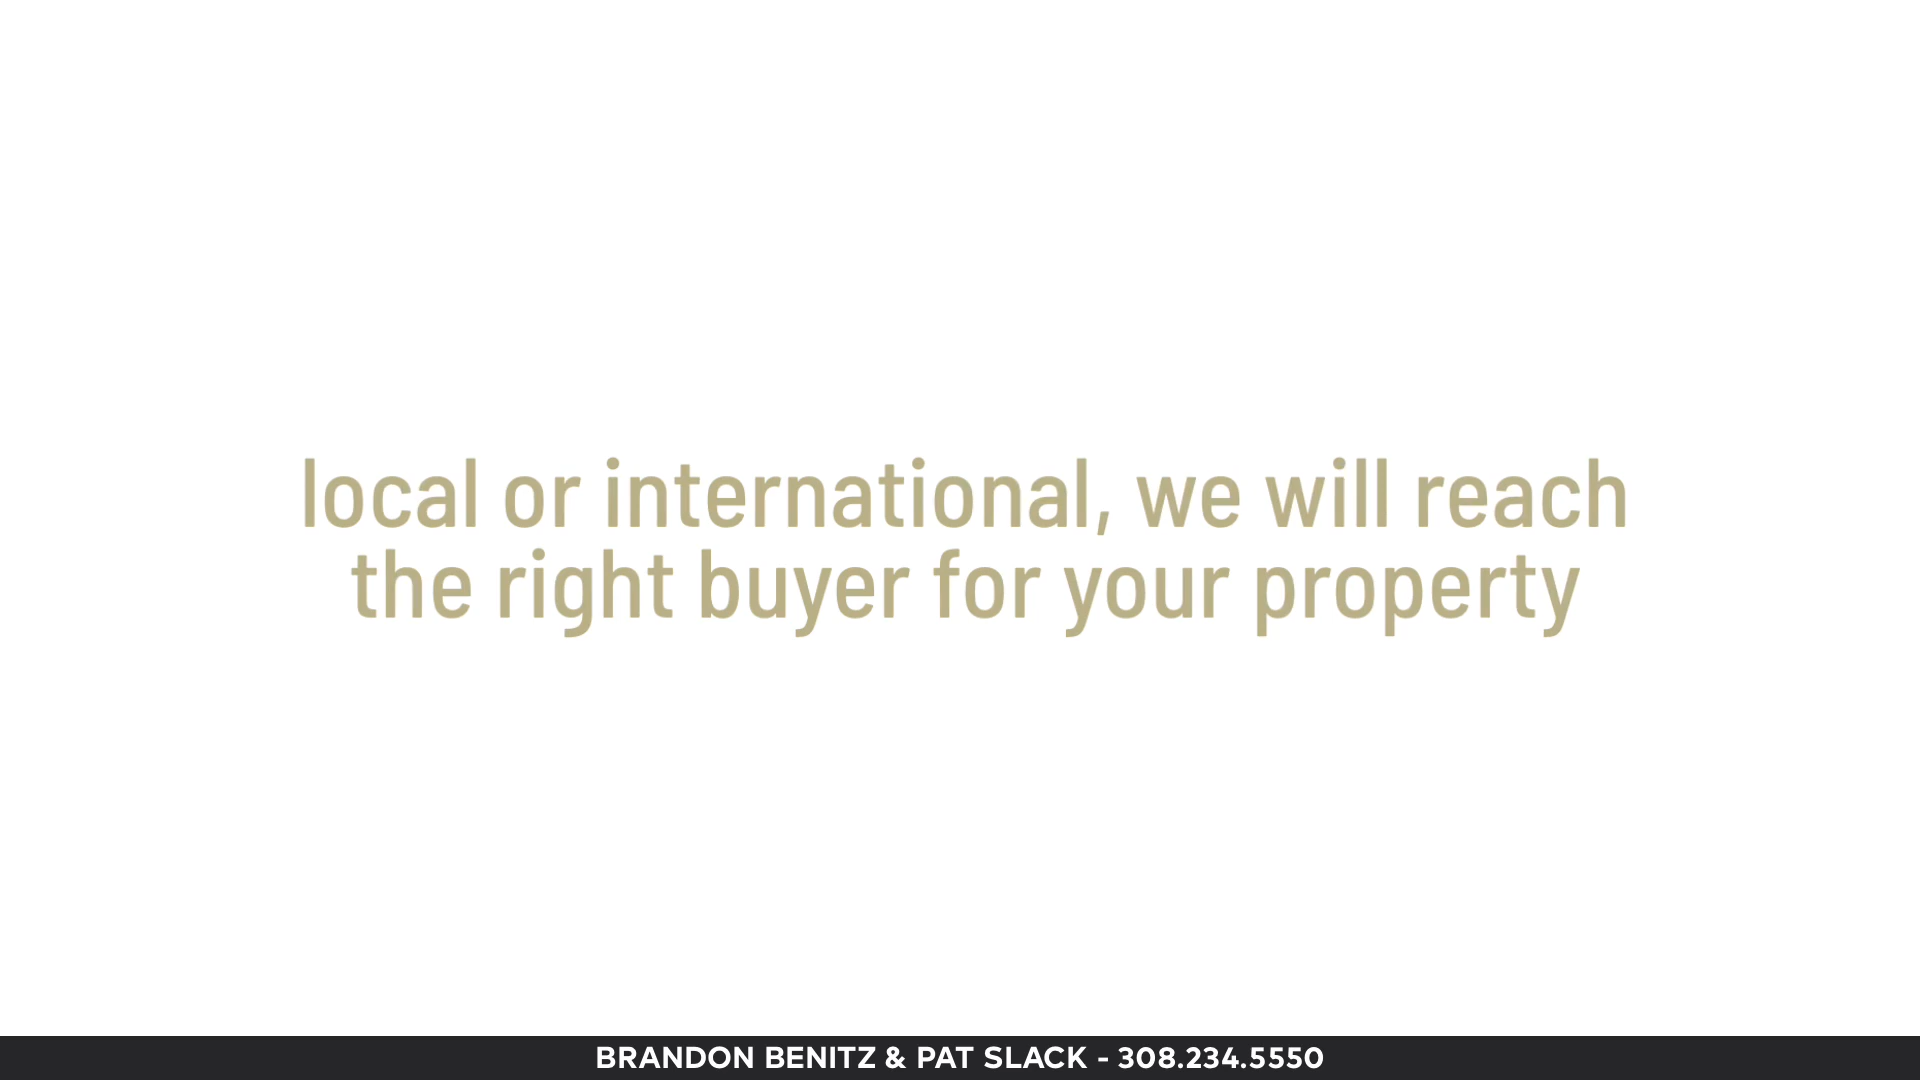 local or international, we will reach
the right buyer for your property
BRANDON BENITZ & PAT SLACK - 308.234.5550